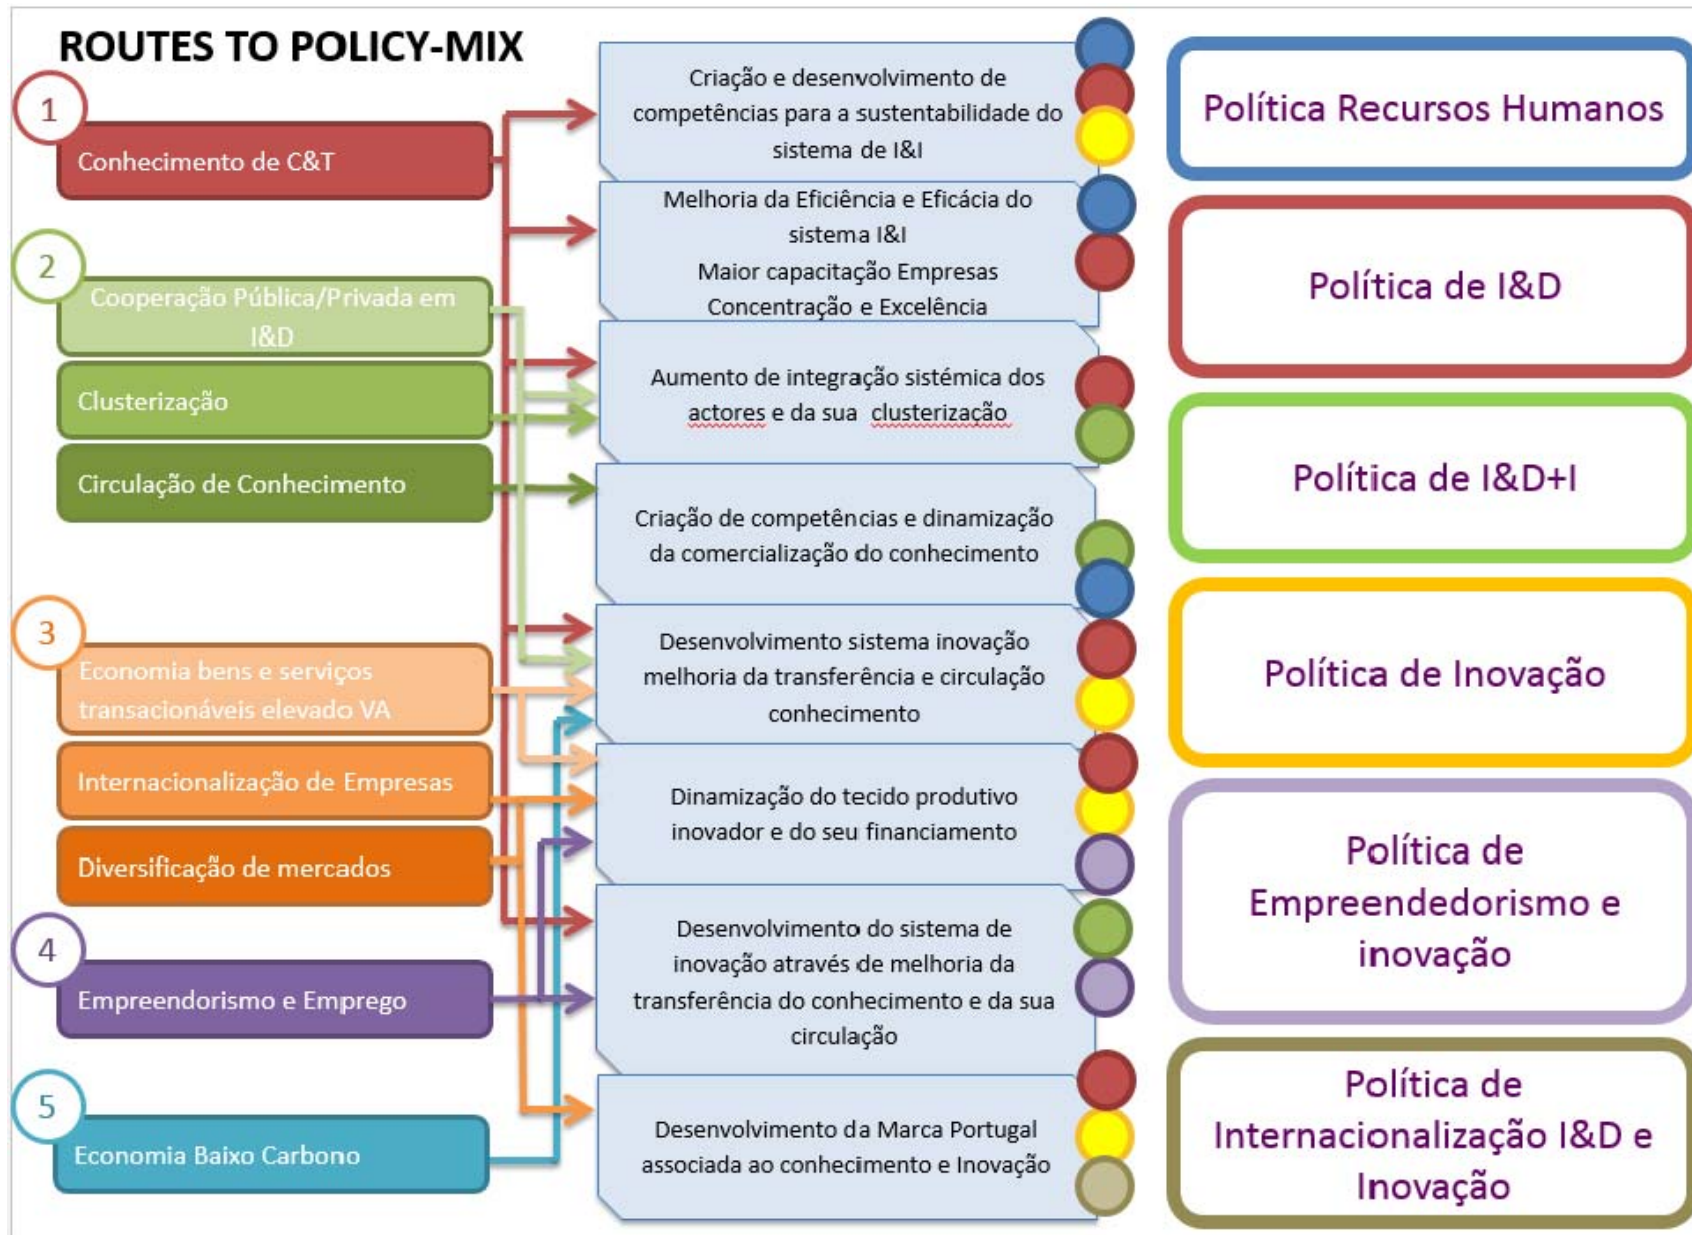 ROUTES TO POLICY-MIX
1
Conhecimento de C&T
2
Cooperação Pública/Privada em
I&D
Clusterização
Circulação de Conhecimento
3
Economia bens e serviços
transacionáveis elevado VA
Internacionalização de Empresas
Diversificação de mercados
4
Empreendorismo e Emprego
5
Economia Baixo Carbono
Criação e desenvolvimento de
competências para a sustentabilidade do
sistema de I&I
Melhoria da Eficiência e Eficácia do
sistema I&I
Maior capacitação Empresas
Concentração e Excelência
Aumento de integração sistémica dos
actores e da sua clusterização
Criação de competências e dinamização
da comercialização do conhecimento
Desenvolvimento sistema inovação
melhoria da transferência e circulação
conhecimento
Dinamização do tecido produtivo
inovador e do seu financiamento
Desenvolvimento do sistema de
inovação através de melhoria da
transferência do conhecimento e da sua
circulação
Desenvolvimento da Marca Portugal
associada ao conhecimento e Inovação
Política Recursos Humanos
Política de I&D
Política de I&D+I
Política de Inovação
Política de
Empreendedorismo e
inovação
Política de
Internacionalização I&D e
Inovação